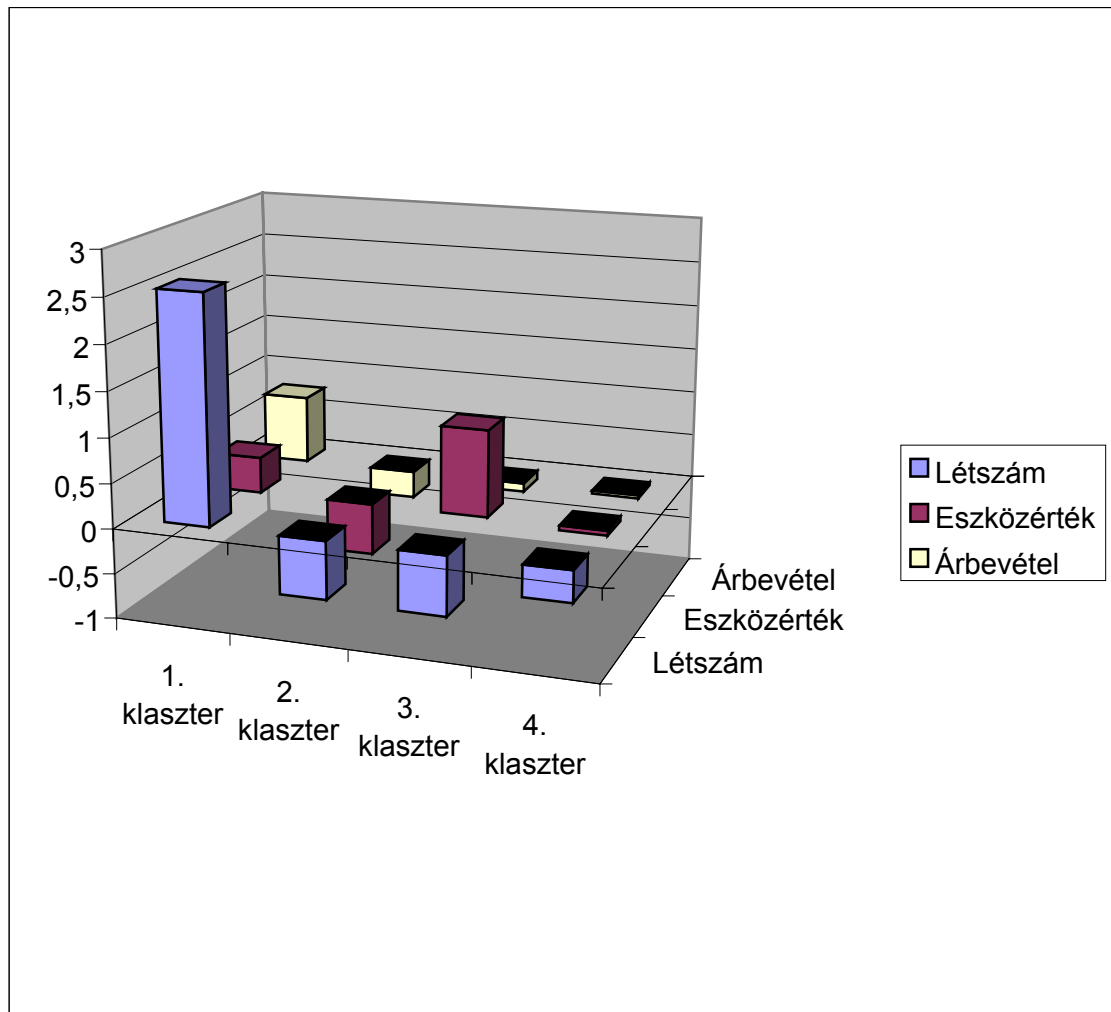 3
2,5
2
1,5
1
0,5
0
-0,5
-1
1.
klaszter
2.
klaszter
3.
klaszter
4.
klaszter
Árbevétel
Eszközérték
Létszám
Létszám
Eszközérték
Árbevétel